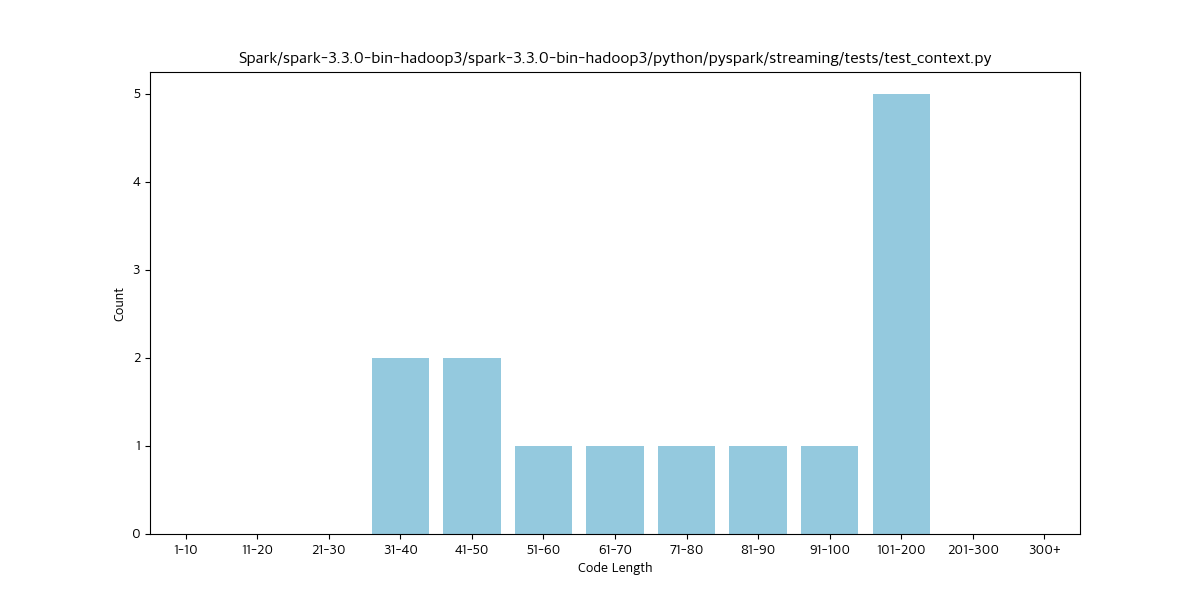 Spark/spark-3.3.0-bin-hadoop3/spark-3.3.0-bin-hadoop3/python/pyspark/streaming/tests/test_context.py
5
4
3
2
1
0
Count
1-10 11-20 21-30 31-40 41-50 51-60 61-70 71-80 81-90 91-100 101-200 201-300 300+
Code Length